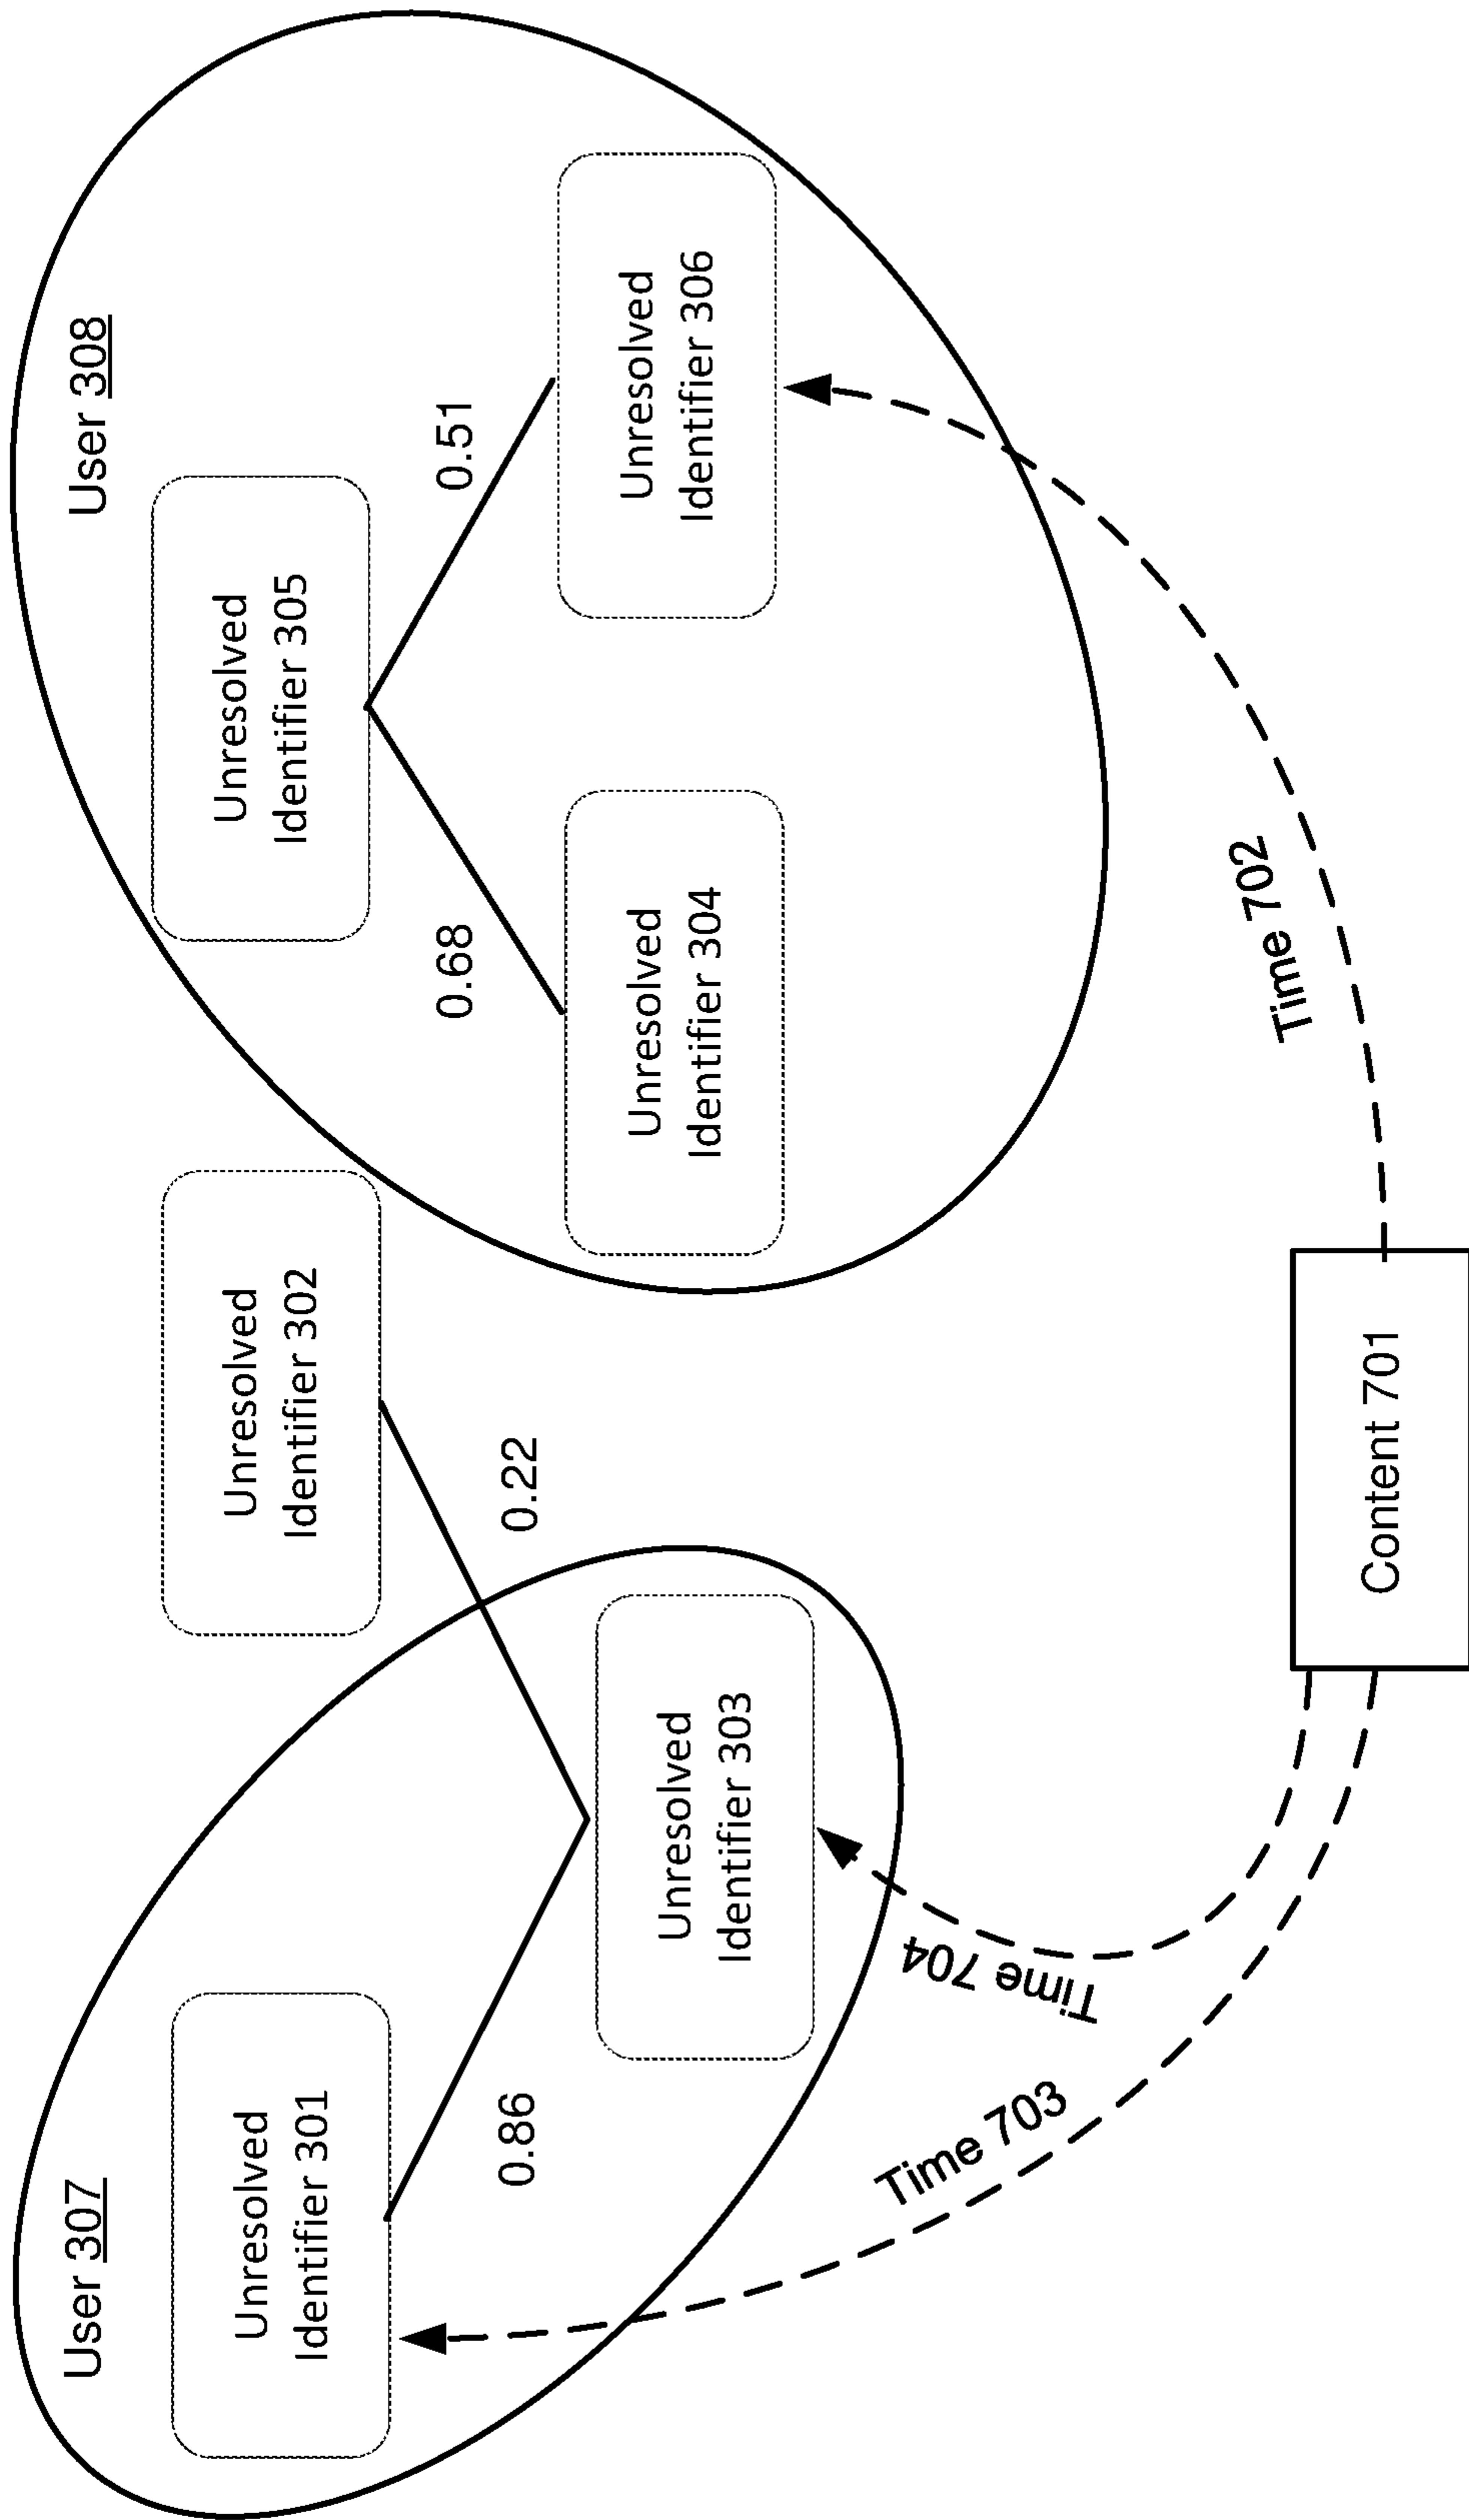 User 307
User 308
Unresolved
Identifier 301
Unresolved
Identifier 302
Unresolved
Identifier 305
0.86
0.22
0.68
0.51
Unresolved
Identifier 303
Unresolved
Identifier 304
Unresolved
Identifier 306
Time 703
Time 704
Time 702
Content 701